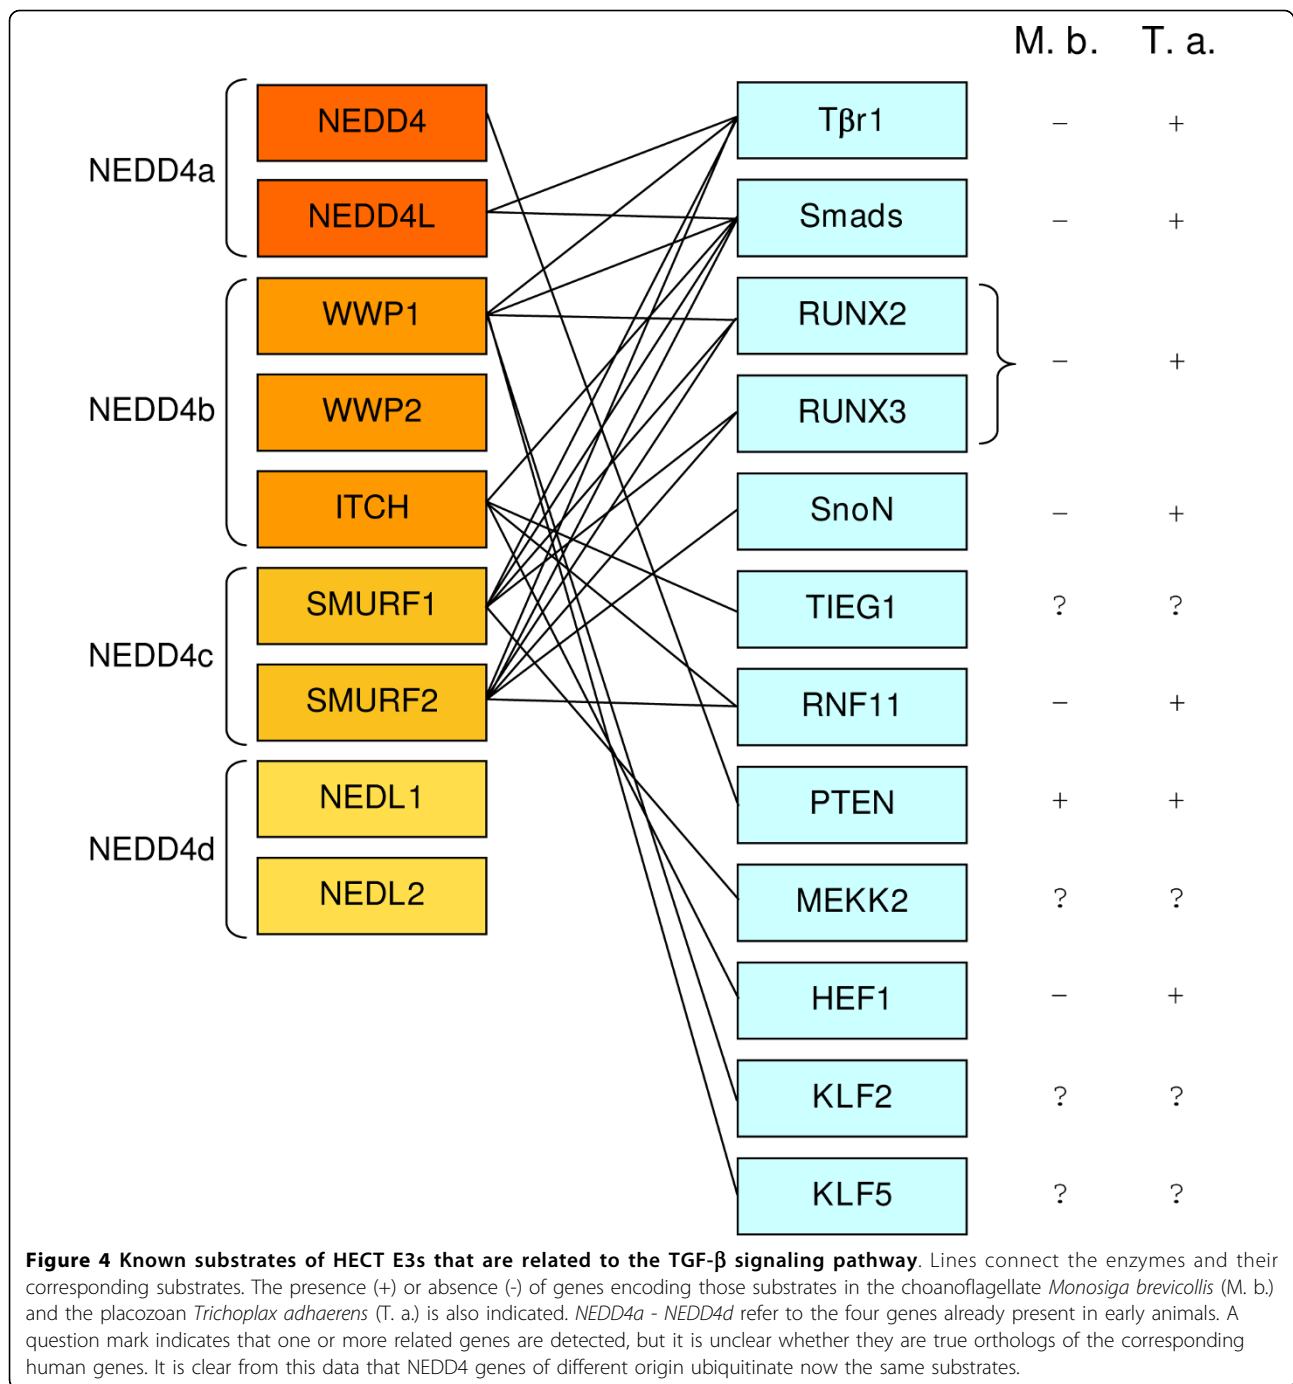 M. b. T. a.
NEDD4a
NEDD4
NEDD4L
NEDD4b
WWP1
WWP2
ITCH
NEDD4c
SMURF1
SMURF2
NEDD4d
NEDL1
NEDL2
Tβr1 − +
Smads − +
RUNX2
RUNX3
− +
SnoN − +
TIEG1 ? ?
RNF11 − +
PTEN + +
MEKK2 ? ?
HEF1 − +
KLF2 ? ?
KLF5 ? ?
Figure 4 Known substrates of HECT E3s that are related to the TGF-β signaling pathway. Lines connect the enzymes and their
corresponding substrates. The presence (+) or absence (-) of genes encoding those substrates in the choanoflagellate Monosiga brevicollis (M. b.)
and the placozoan Trichoplax adhaerens (T. a.) is also indicated. NEDD4a - NEDD4d refer to the four genes already present in early animals. A
question mark indicates that one or more related genes are detected, but it is unclear whether they are true orthologs of the corresponding
human genes. It is clear from this data that NEDD4 genes of different origin ubiquitinate now the same substrates.